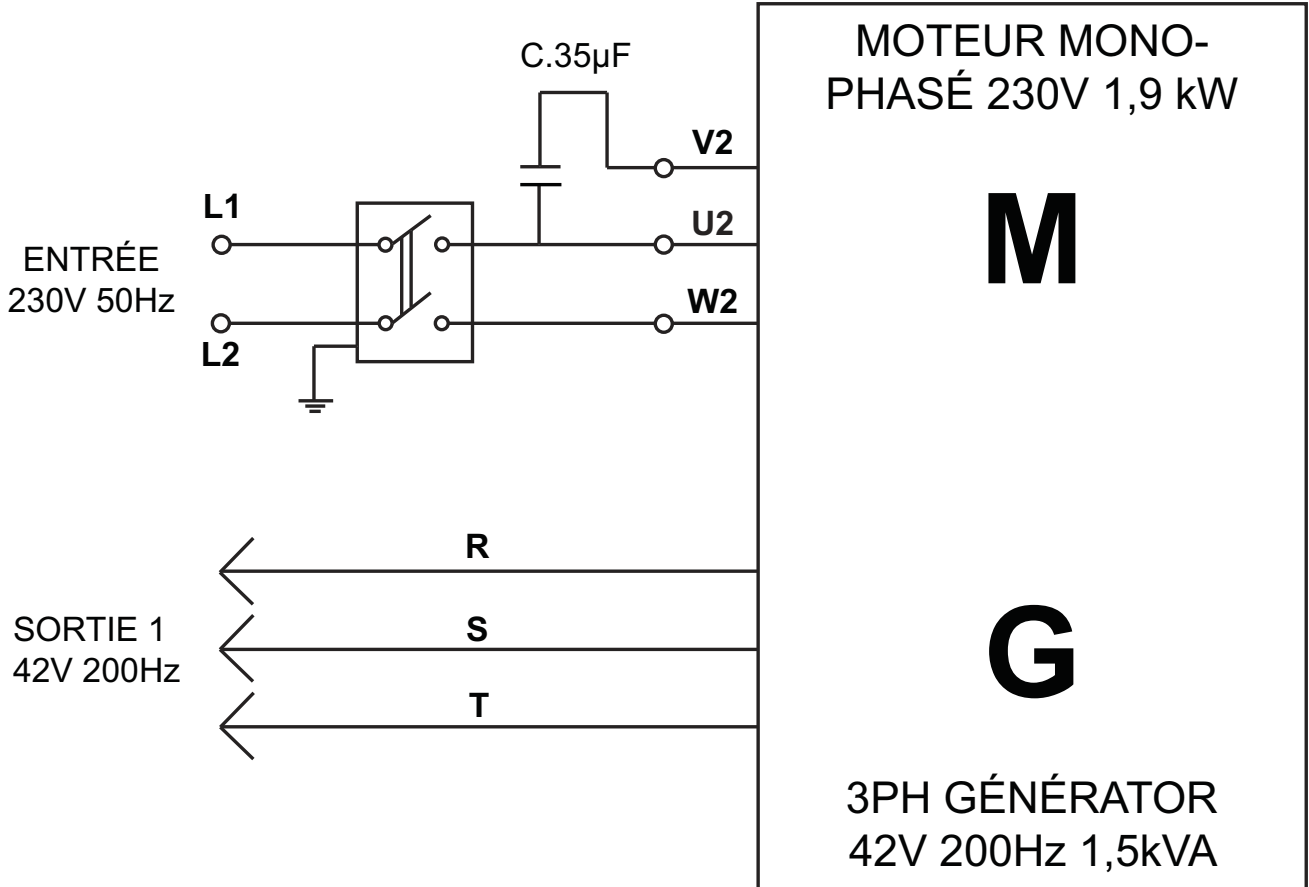 C.35µF
MOTEUR MONO-
PHASÉ 230V 1,9 kW
V2
L1
U2
M
ENTRÉE
230V 50Hz
W2
L2
R
SORTIE 1
42V 200Hz
S
G
T
3PH GÉNÉRATOR
42V 200Hz 1,5kVA